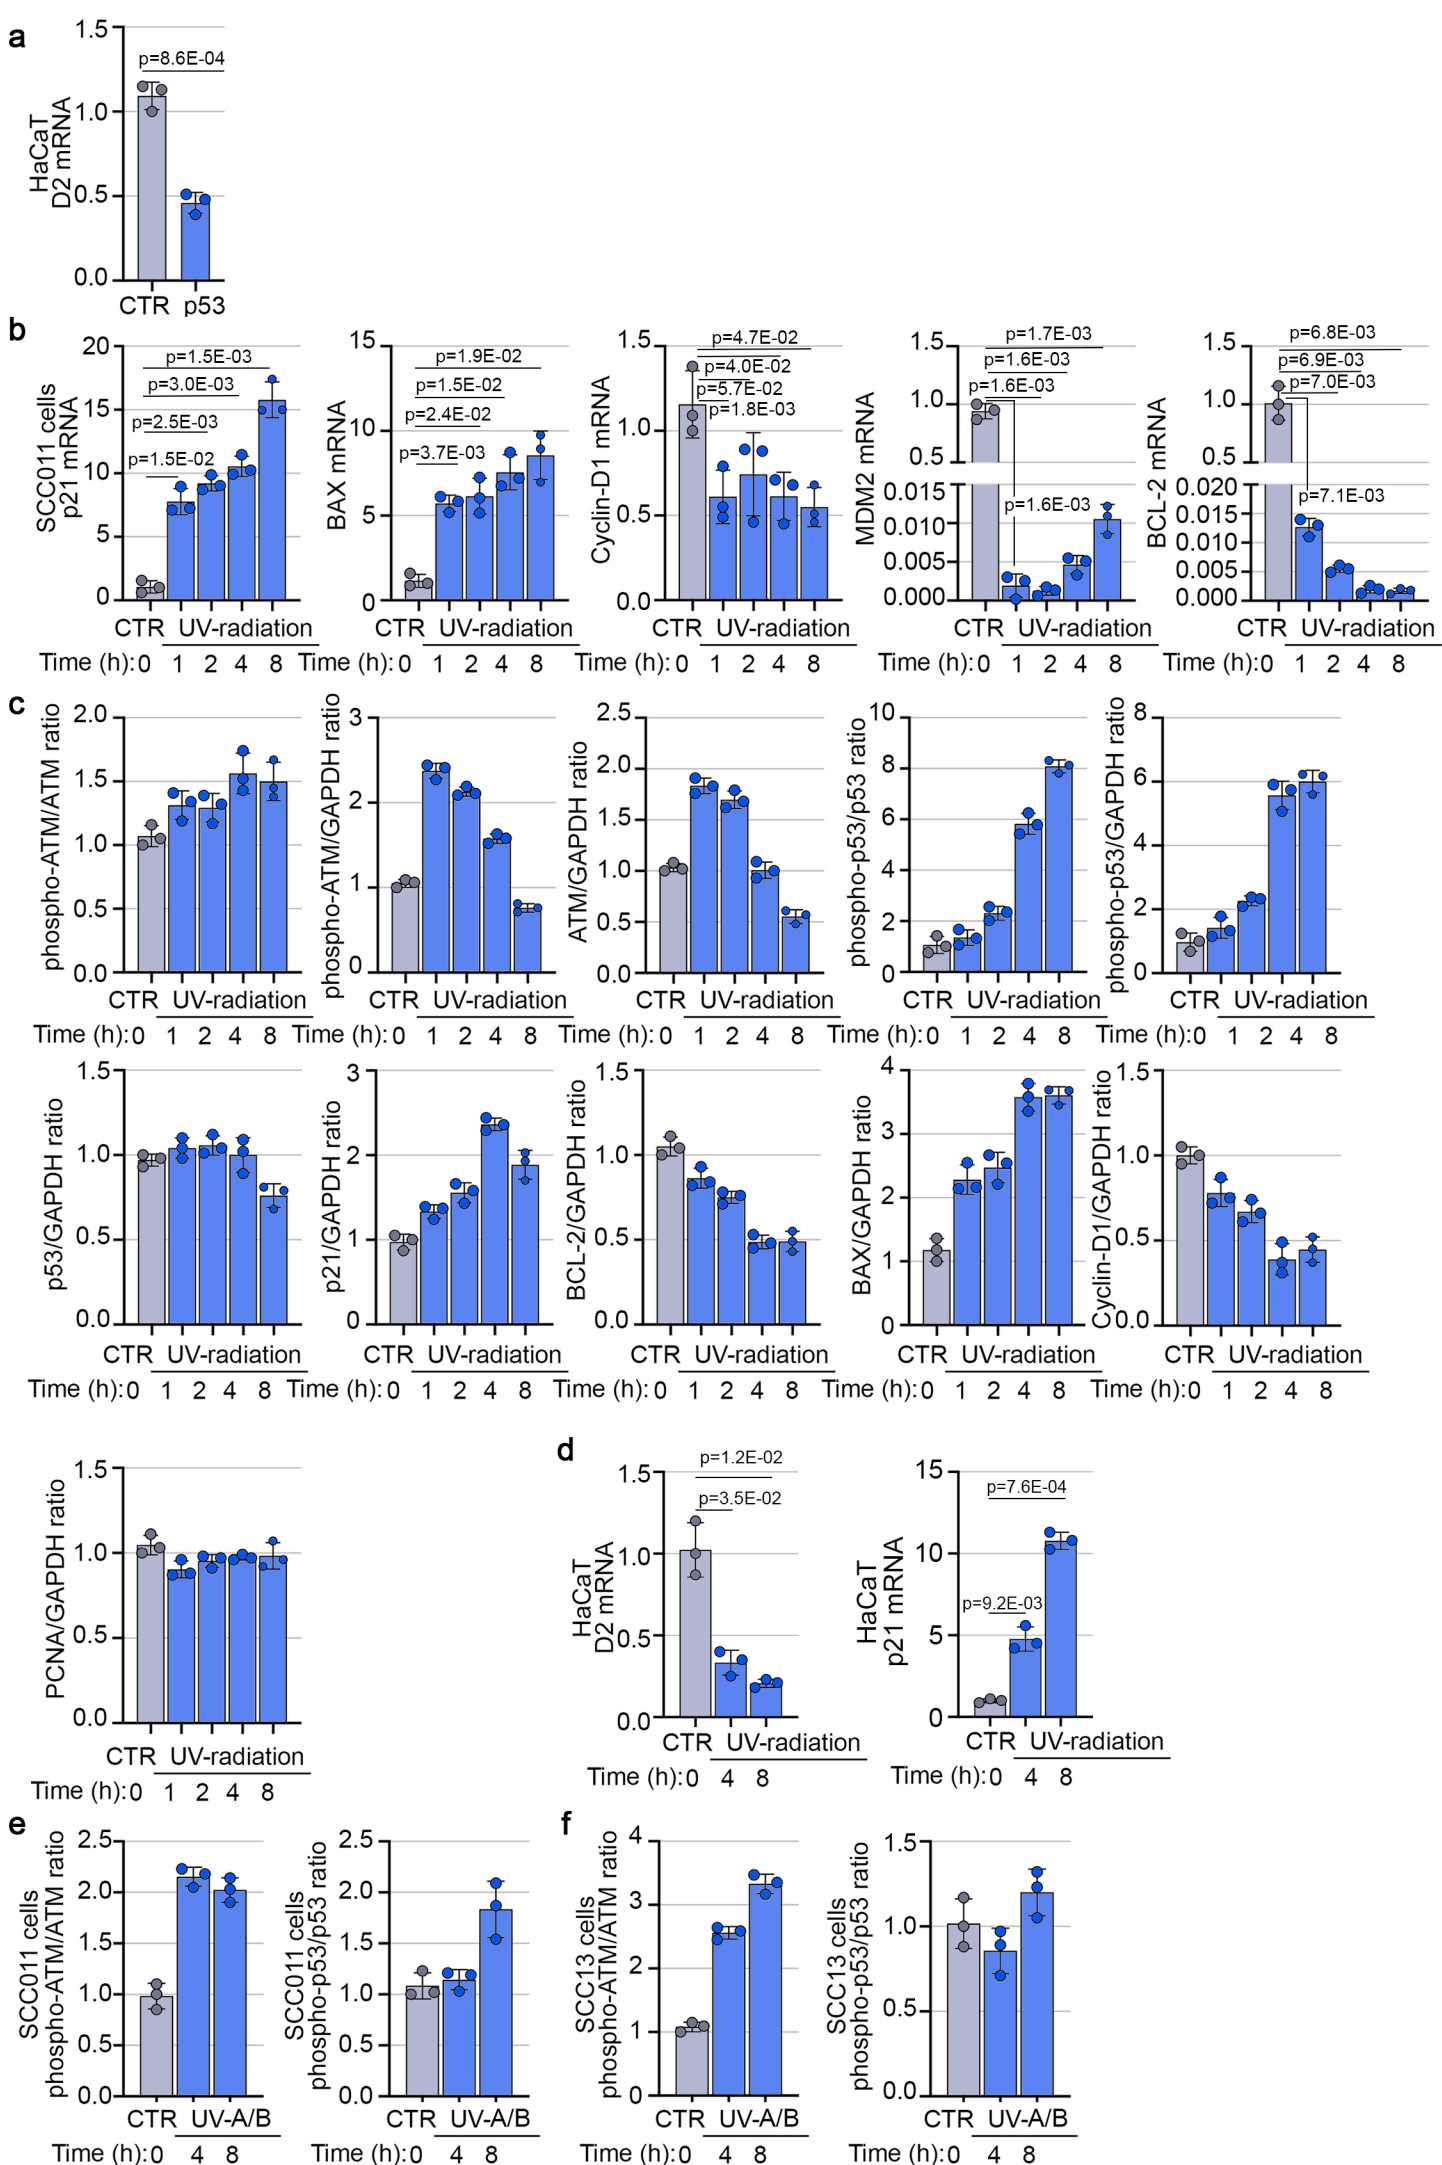 a
HaCaT
D2 mRNA
1.5
1.0
0.5
0.0
p=8.6E-04
CTR p53
b
SCC011 cells
p21 mRNA
20
15
10
5
0
p=1.5E-03
p=3.0E-03
p=2.5E-03
p=1.5E-02
CTR UV-radiation
Time (h): 0 1 2 4 8
BAX mRNA
15
10
5
0
p=1.9E-02
p=1.5E-02
p=2.4E-02
p=3.7E-03
CTR UV-radiation
Time (h): 0 1 2 4 8
Cyclin-D1 mRNA
1.5
1.0
0.5
0.0
p=4.7E-02
p=4.0E-02
p=5.7E-02
p=1.8E-03
CTR UV-radiation
Time (h): 0 1 2 4 8
MDM2 mRNA
1.5
1.0
0.5
0.015
0.010
0.005
0.000
p=1.7E-03
p=1.6E-03
p=1.6E-03
p=1.6E-03
CTR UV-radiation
Time (h): 0 1 2 4 8
BCL-2 mRNA
1.5
1.0
0.5
0.020
0.015
0.010
0.005
0.000
p=6.8E-03
p=6.9E-03
p=7.0E-03
p=7.1E-03
CTR UV-radiation
Time (h): 0 1 2 4 8
c
phospho-ATM/ATM ratio
2.0
1.5
1.0
0.5
0.0
CTR UV-radiation
Time (h): 0 1 2 4 8
phospho-ATM/GAPDH ratio
3
2
1
0
CTR UV-radiation
Time (h): 0 1 2 4 8
ATM/GAPDH ratio
2.5
2.0
1.5
1.0
0.5
0.0
CTR UV-radiation
Time (h): 0 1 2 4 8
phospho-p53/p53 ratio
10
8
6
4
2
0
CTR UV-radiation
Time (h): 0 1 2 4 8
phospho-p53/GAPDH ratio
8
6
4
2
0
CTR UV-radiation
Time (h): 0 1 2 4 8
p53/GAPDH ratio
1.5
1.0
0.5
0.0
CTR UV-radiation
Time (h): 0 1 2 4 8
p21/GAPDH ratio
3
2
1
0
CTR UV-radiation
Time (h): 0 1 2 4 8
BCL-2/GAPDH ratio
1.5
1.0
0.5
0.0
CTR UV-radiation
Time (h): 0 1 2 4 8
BAX/GAPDH ratio
4
3
2
1
0
CTR UV-radiation
Time (h): 0 1 2 4 8
Cyclin-D1/GAPDH ratio
1.5
1.0
0.5
0.0
CTR UV-radiation
Time (h): 0 1 2 4 8
PCNA/GAPDH ratio
1.5
1.0
0.5
0.0
CTR UV-radiation
Time (h): 0 1 2 4 8
d
HaCaT
D2 mRNA
1.5
1.0
0.5
0.0
p=1.2E-02
p=3.5E-02
CTR UV-radiation
Time (h): 0 4 8
HaCaT
p21 mRNA
15
10
5
0
p=7.6E-04
p=9.2E-03
CTR UV-radiation
Time (h): 0 4 8
e
SCC011 cells
phospho-ATM/ATM ratio
2.5
2.0
1.5
1.0
0.5
0.0
CTR UV-A/B
Time (h): 0 4 8
SCC011 cells
phospho-p53/p53 ratio
2.5
2.0
1.5
1.0
0.5
0.0
CTR UV-A/B
Time (h): 0 4 8
f
SCC13 cells
phospho-ATM/ATM ratio
4
3
2
1
0
CTR UV-A/B
Time (h): 0 4 8
SCC13 cells
phospho-p53/p53 ratio
1.5
1.0
0.5
0.0
CTR UV-A/B
Time (h): 0 4 8